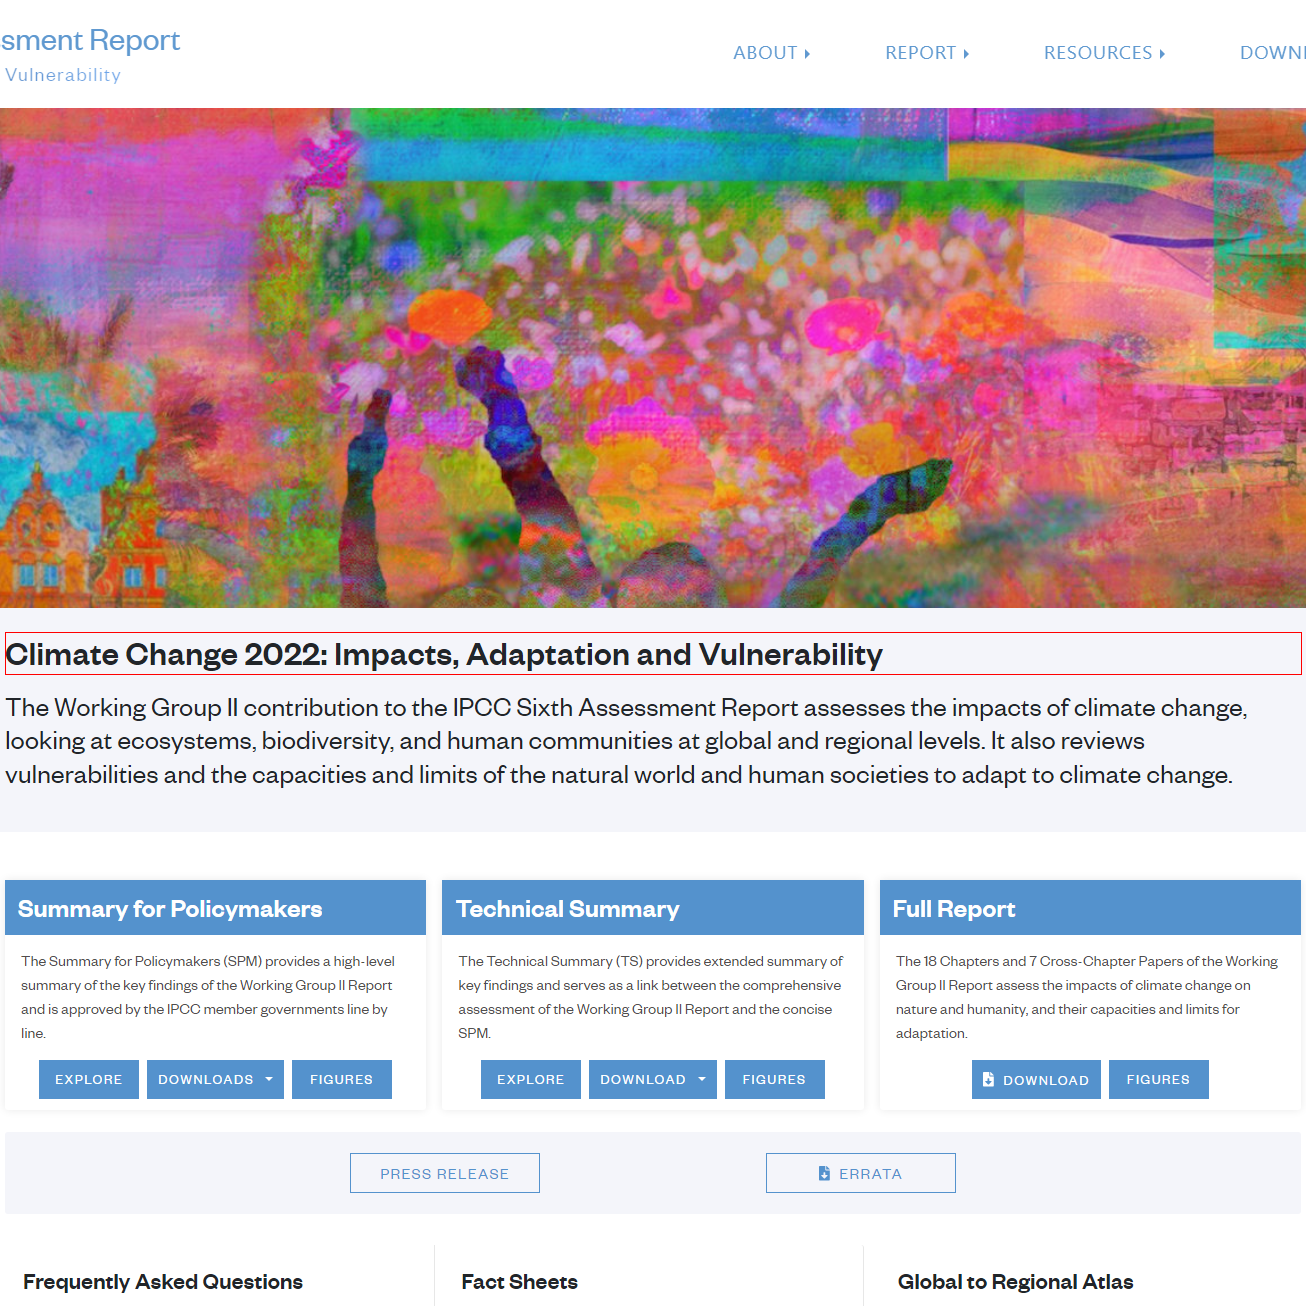 sment Report
Vulnerability
ABOUT
REPORT
RESOURCES
Climate Change 2022: Impacts, Adaptation and Vulnerability
The Working Group II contribution to the IPCC Sixth Assessment Report assesses the impacts of climate change,
looking at ecosystems, biodiversity, and human communities at global and regional levels. It also reviews
vulnerabilities and the capacities and limits of the natural world and human societies to adapt to climate change.
Summary for Policymakers
The Summary for Policymakers (SPM) provides a high-level
summary of the key findings of the Working Group II Report
and is approved by the IPCC member governments line by
line.
EXPLORE DOWNLOADS FIGURES
Technical Summary
The Technical Summary (TS) provides extended summary of
key findings and serves as a link between the comprehensive
assessment of the Working Group II Report and the concise
SPM.
EXPLORE DOWNLOAD FIGURES
Full Report
The 18 Chapters and 7 Cross-Chapter Papers of the Working
Group II Report assess the impacts of climate change on
nature and humanity, and their capacities and limits for
adaptation.
DOWNLOAD FIGURES
PRESS RELEASE
ERRATA
Frequently Asked Questions
Fact Sheets
Global to Regional Atlas